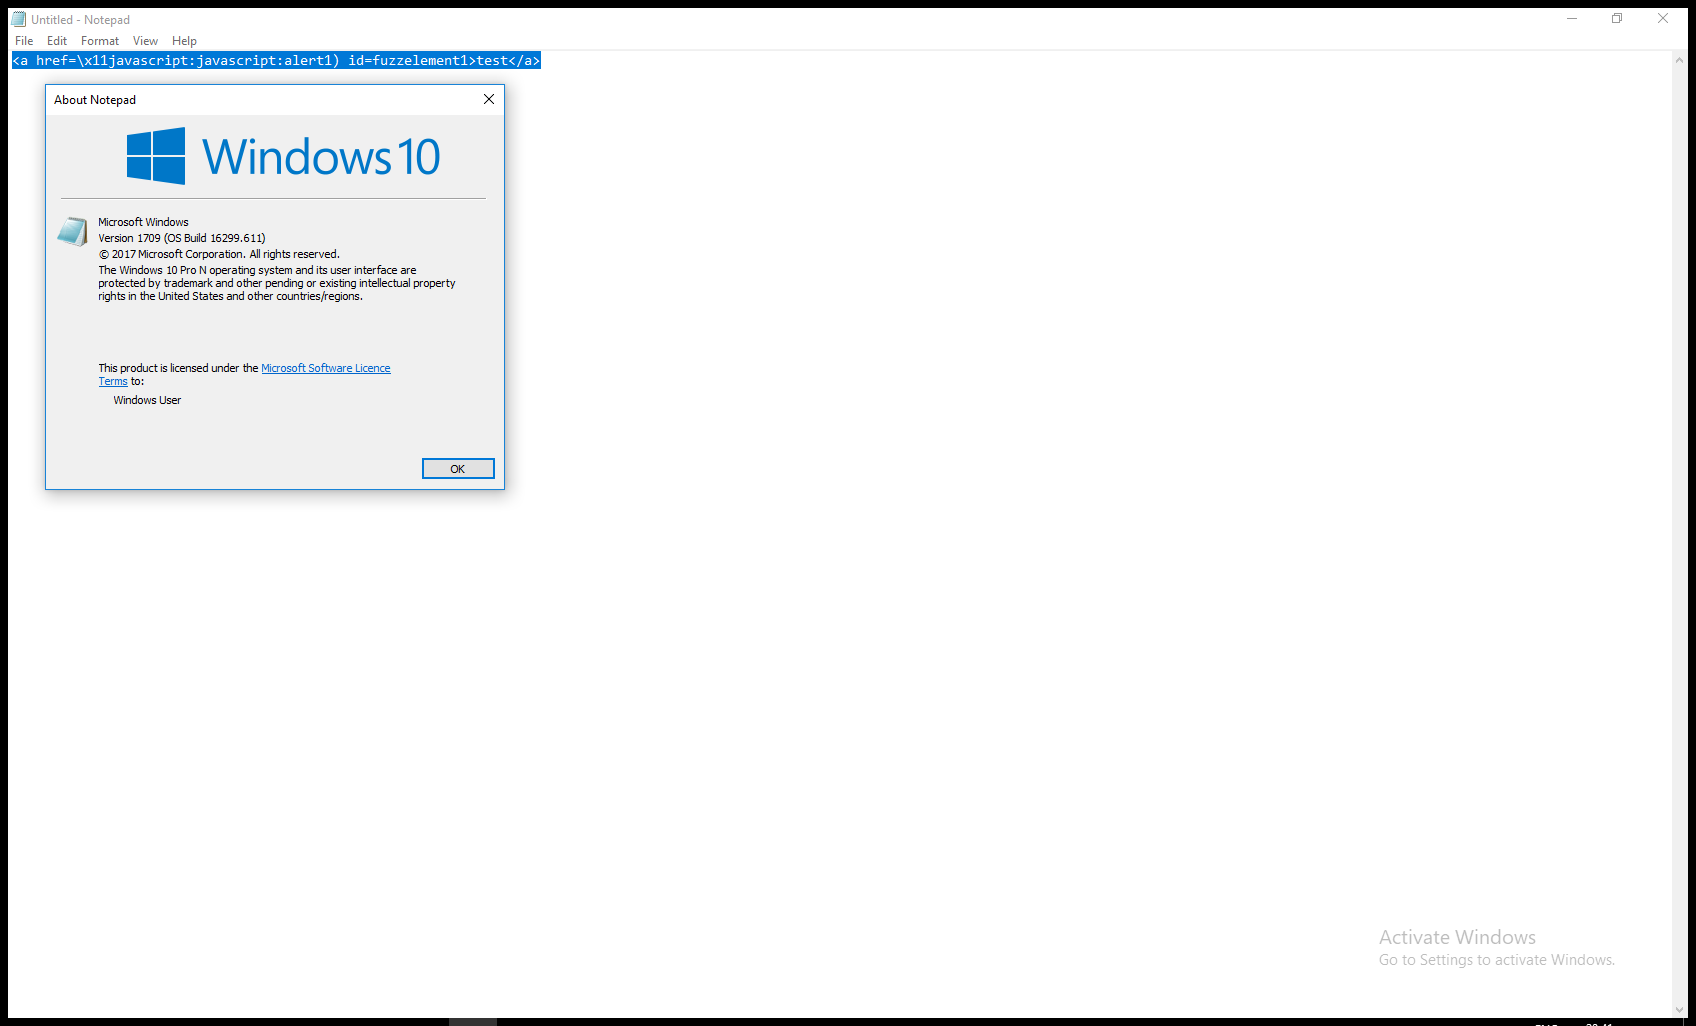 Untitled - Notepad
File Edit Format View Help
<a href=\x11javascript:javascript:alert1) id=fuzzelement1>test</a>
About Notepad
Windows 10
Microsoft Windows
Version 1709 (OS Build 16299.611)
© 2017 Microsoft Corporation. All rights reserved.
The Windows 10 Pro N operating system and its user interface are
protected by trademark and other pending or existing intellectual property
rights in the United States and other countries/regions.
This product is licensed under the Microsoft Software Licence
Terms to:
Windows User
OK
Activate Windows
Go to Settings to activate Windows.